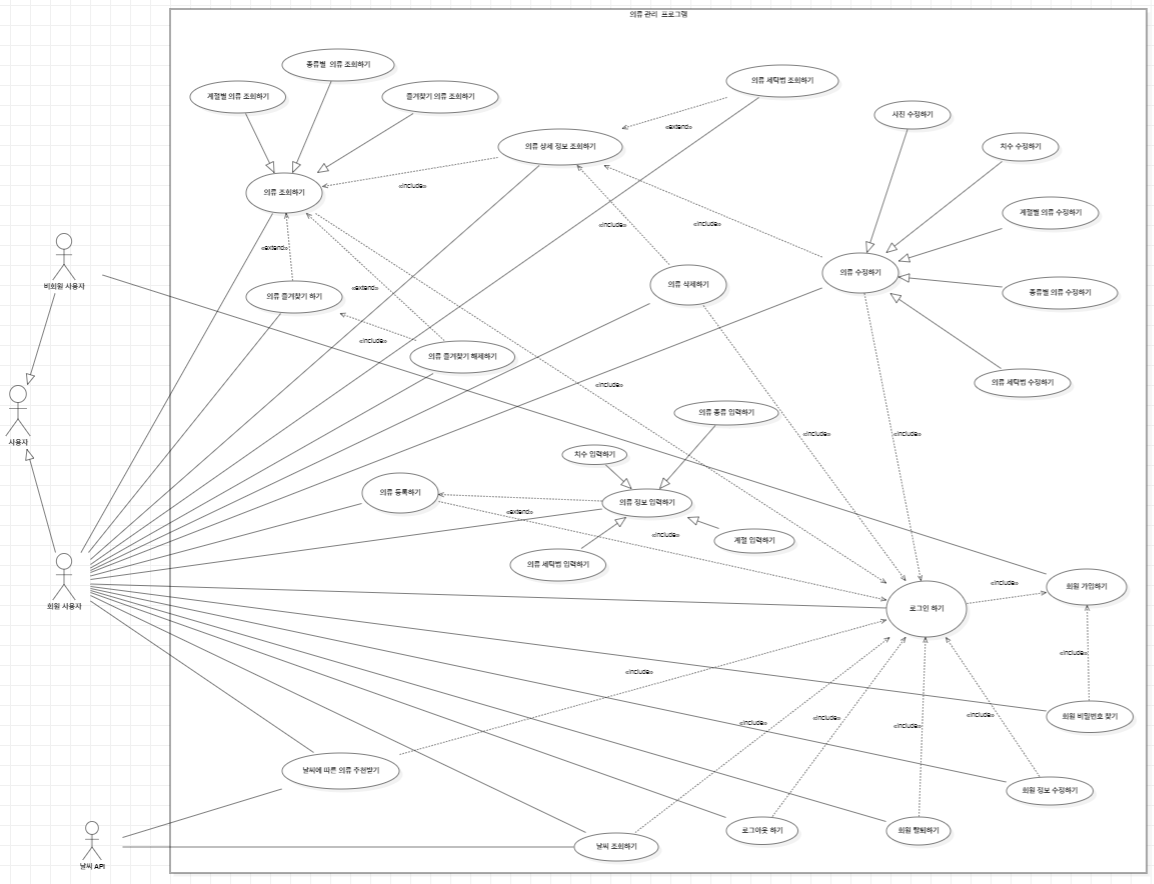 의류 관리 프로그램
종류별 의류 조회하기
계절별 의류 조회하기
즐겨찾기 의류 조회하기
의류 세탁법 조회하기
사진 수정하기
«extend»
의류 상세 정보 조회하기
치수 수정하기
«include»
의류 조회하기
계절별 의류 수정하기
«include»
«include»
비회원 사용자
«extend»
의류 수정하기
의류 삭제하기
종류별 의류 수정하기
의류 즐겨찾기 하기
«extend»
«include»
의류 즐겨찾기 해제하기
«include»
의류 세탁법 수정하기
사용자
의류 종류 입력하기
«include»
«include»
치수 입력하기
의류 등록하기
의류 정보 입력하기
«extend»
«include»
계절 입력하기
의류 세탁법 입력하기
«include»
회원 가입하기
회원 사용자
로그인 하기
«include»
«include»
회원 비밀번호 찾기
«include»
«include»
«include»
«include»
날씨에 따른 의류 추천받기
회원 정보 수정하기
로그아웃 하기
회원 탈퇴하기
날씨 조회하기
날씨 API